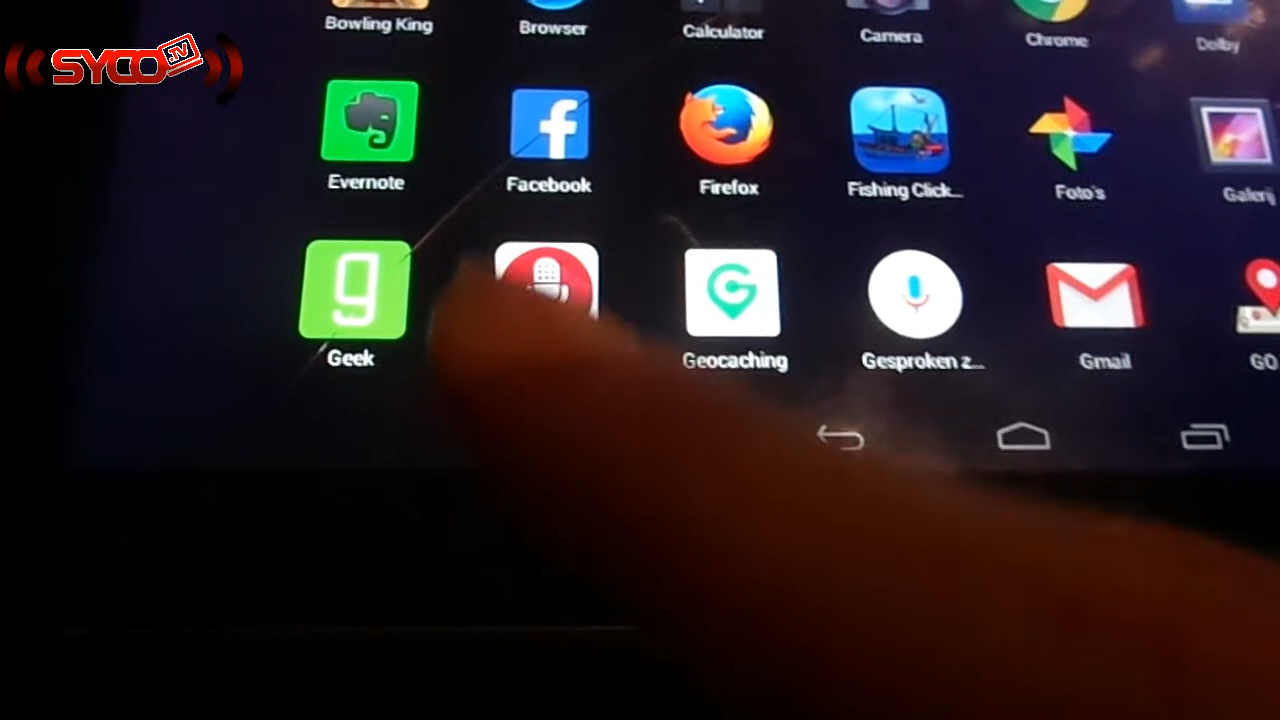 SYCO.TV
Bowling King
Browser
Calculator
Camera
Chrome
Dolby
Evernote
Facebook
Firefox
Fishing Click...
Foto's
Galerij
Geek
Geocaching
Gesproken z...
Gmail
GO